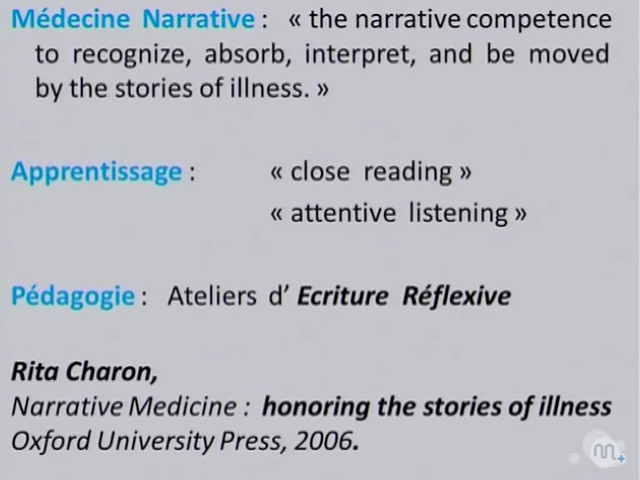 Médecine Narrative : « the narrative competence
to recognize, absorb, interpret, and be moved
by the stories of illness. »
Apprentissage : « close reading »
« attentive listening »
Pédagogie : Ateliers d’ Ecriture Réflexive
Rita Charon,
Narrative Medicine : honoring the stories of illness
Oxford University Press, 2006.